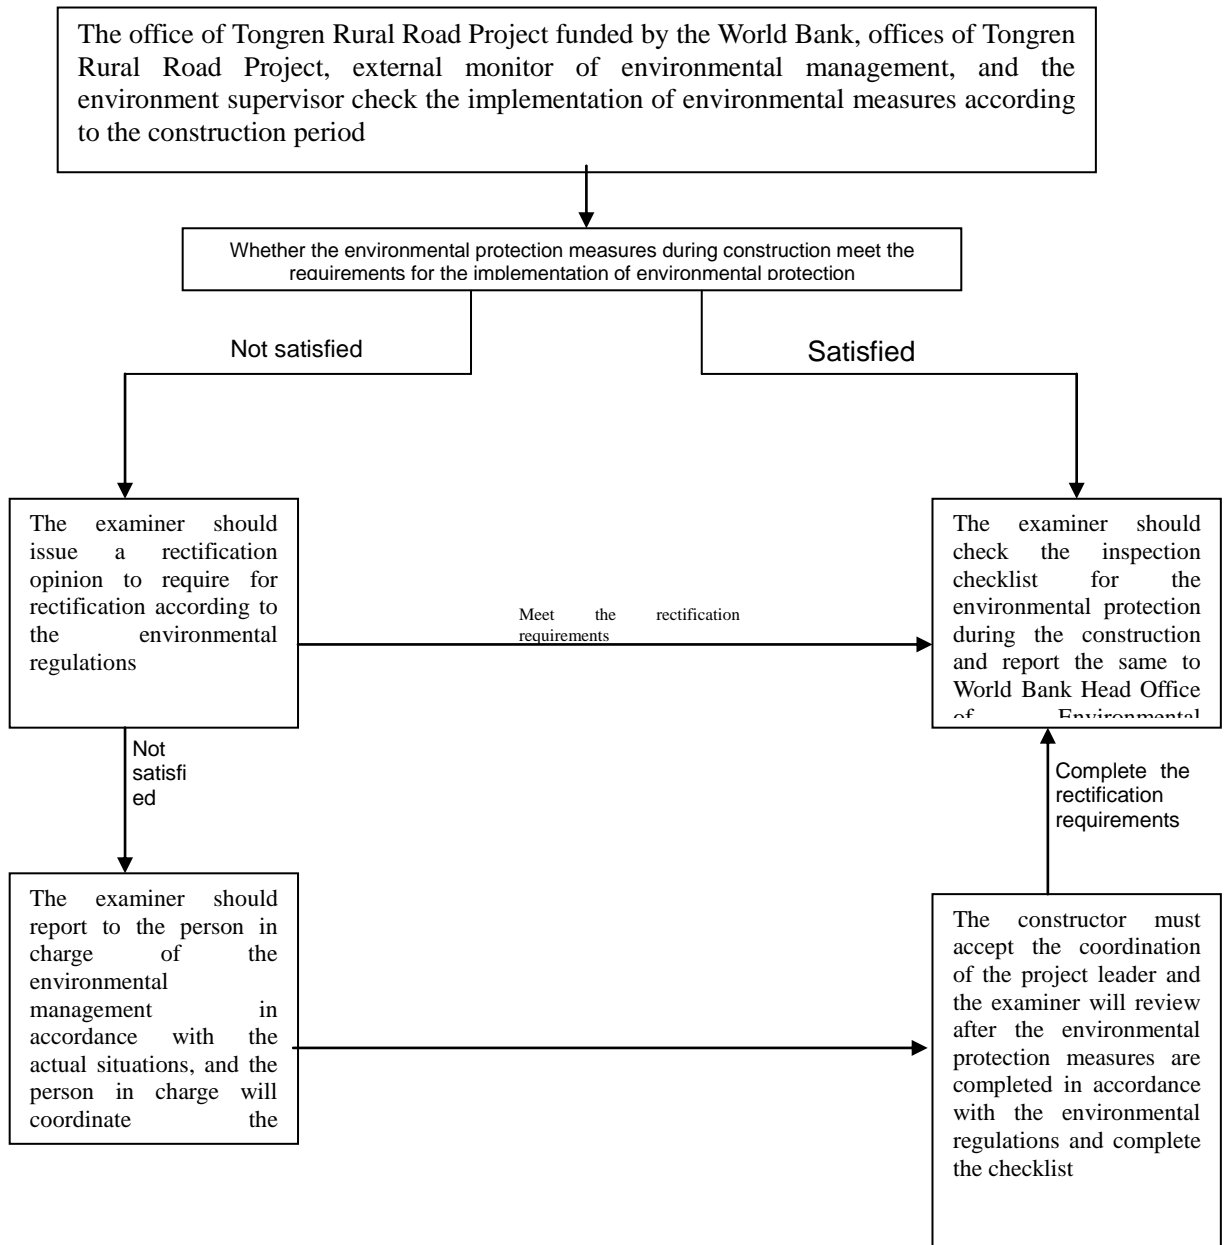 The office of Tongren Rural Road Project funded by the World Bank, offices of Tongren
Rural Road Project, external monitor of environmental management, and the
environment supervisor check the implementation of environmental measures according
to the construction period
Whether the environmental protection measures during construction meet the
requirements for the implementation of environmental protection
Not satisfied
Satisfied
The examiner should
issue a rectification
opinion to require for
rectification according to
the environmental
regulations
Meet the rectification
requirements
The examiner should
check the inspection
checklist for the
environmental protection
during the construction
and report the same to
World Bank Head Office
of Environmental
Not
satisfi
ed
Complete the
rectification
requirements
The examiner should
report to the person in
charge of the
environmental
management in
accordance with the
actual situations, and the
person in charge will
coordinate the
The constructor must
accept the coordination
of the project leader and
the examiner will review
after the environmental
protection measures are
completed in accordance
with the environmental
regulations and complete
the checklist